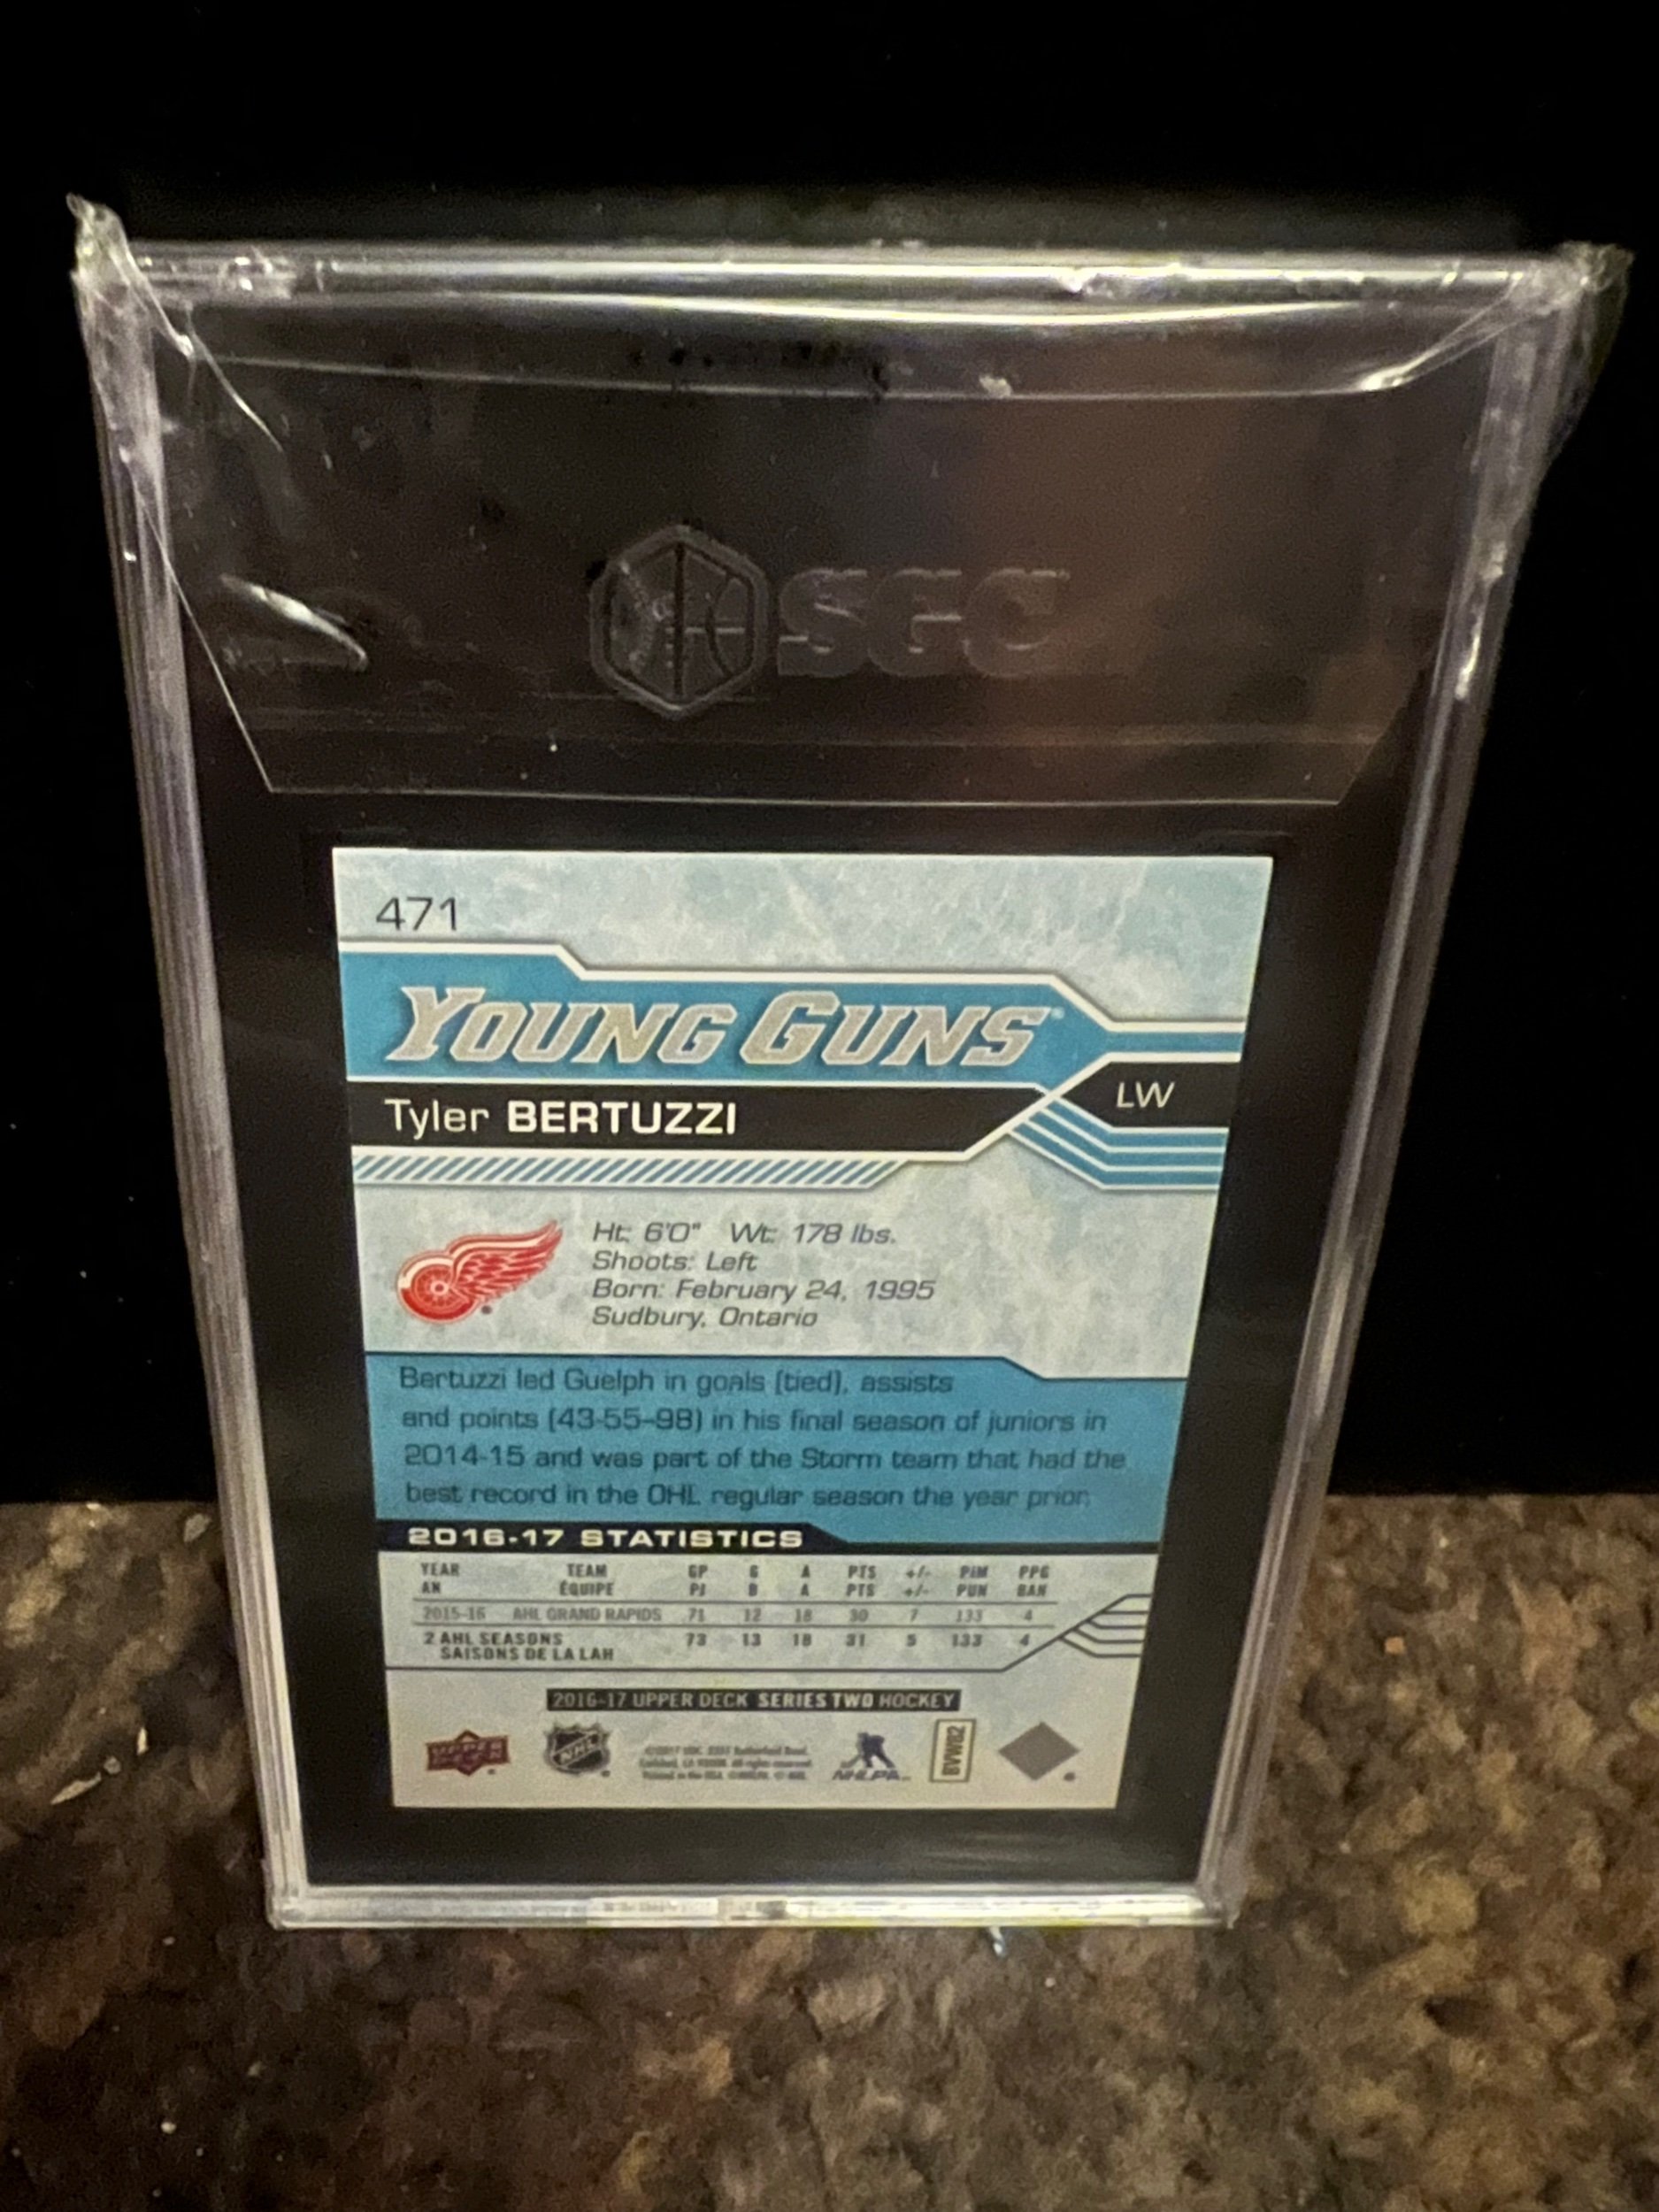 SGC
471
YOUNG GUNS®
LW
Tyler BERTUZZI
Ht: 6'0" Wt: 178 lbs.
Shoots: Left
Born: February 24, 1995
Sudbury, Ontario
Bertuzzi led Guelph in goals (tied), assists
and points (43-55–98) in his final season of juniors in
2014-15 and was part of the Storm team that had the
best record in the OHL regular season the year prior.
2016-17 STATISTICS
YEAR TEAM GP G A PTS +/- PIM PPG
AN ÉQUIPE PJ B A PTS +/- PUN BAN
2015-16 AHL GRAND RAPIDS 71 12 18 30 7 133 4
2 AHL SEASONS 73 13 18 31 5 133 4
SAISONS DE LA LAH
2016-17 UPPER DECK SERIES TWO HOCKEY
UPPER DECK
NHL
NHLPA
BVW82